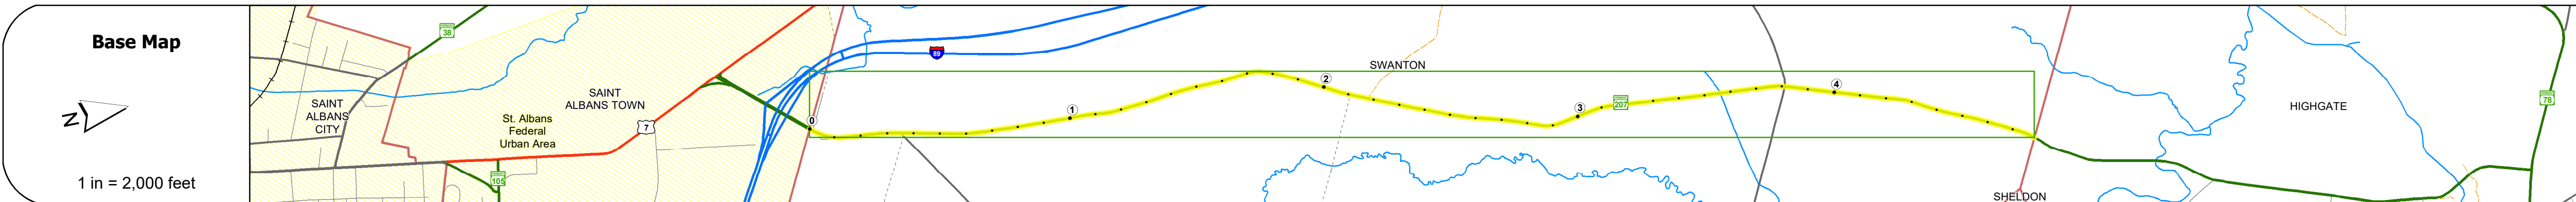 Base Map
N
1 in = 2,000 feet
38
SAINT
ALBANS
CITY
SAINT
ALBANS TOWN
St. Albans
Federal
Urban Area
7
105
89
0
1
2
SWANTON
3
207
4
SHELDON
HIGHGATE
78